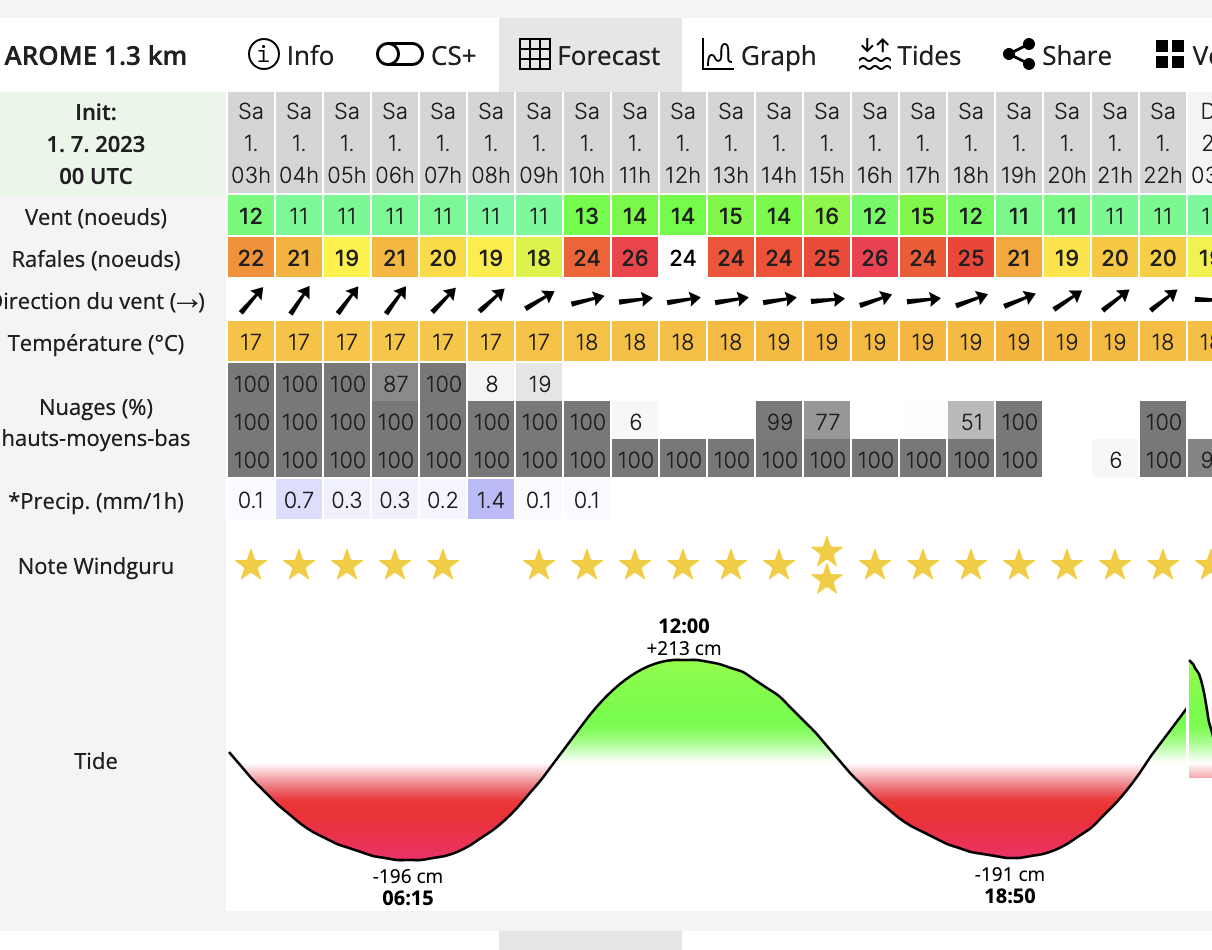 AROME 1.3 km Info CS+ Forecast Graph Tides Share
Init: Sa Sa Sa Sa Sa Sa Sa Sa Sa Sa Sa Sa Sa Sa Sa Sa Sa Sa Sa Sa
1. 7. 2023 1. 1. 1. 1. 1. 1. 1. 1. 1. 1. 1. 1. 1. 1. 1. 1. 1. 1. 1. 1.
00 UTC 03h 04h 05h 06h 07h 08h 09h 10h 11h 12h 13h 14h 15h 16h 17h 18h 19h 20h 21h 22h
Vent (noeuds) 12 11 11 11 11 11 11 13 14 14 15 14 16 12 15 12 11 11 11 11
Rafales (noeuds) 22 21 19 21 20 19 18 24 26 24 24 24 25 26 24 25 21 19 20 20
Direction du vent (→)
Température (°C) 17 17 17 17 17 17 17 18 18 18 18 19 19 19 19 19 19 19 19 18
100 100 100 87 100 8 19
Nuages (%)
100 100 100 100 100 100 100 100 6 99 77 51 100 100
hauts-moyens-bas
100 100 100 100 100 100 100 100 100 100 100 100 100 100 100 100 100 6 100
*Precip. (mm/1h) 0.1 0.7 0.3 0.3 0.2 1.4 0.1 0.1
Note Windguru
12:00
+213 cm
Tide
-196 cm -191 cm
06:15 18:50